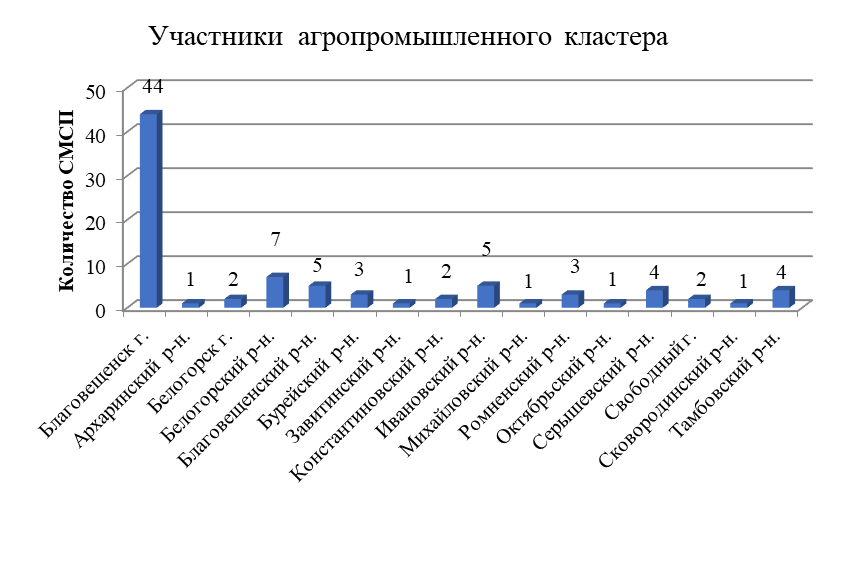 Участники агропромышленного кластера
Количество СМСП
50
40
30
20
10
0
44
1
2
7
5
3
1
2
5
1
3
1
4
2
1
4
Благовещенск г.
Архаринский р-н.
Белогорск г.
Белогорский р-н.
Благовещенский р-н.
Бурейский р-н.
Завитинский р-н.
Константиновский р-н.
Ивановский р-н.
Михайловский р-н.
Ромненский р-н.
Октябрьский р-н.
Серышевский р-н.
Свободный г.
Сковородинский р-н.
Тамбовский р-н.